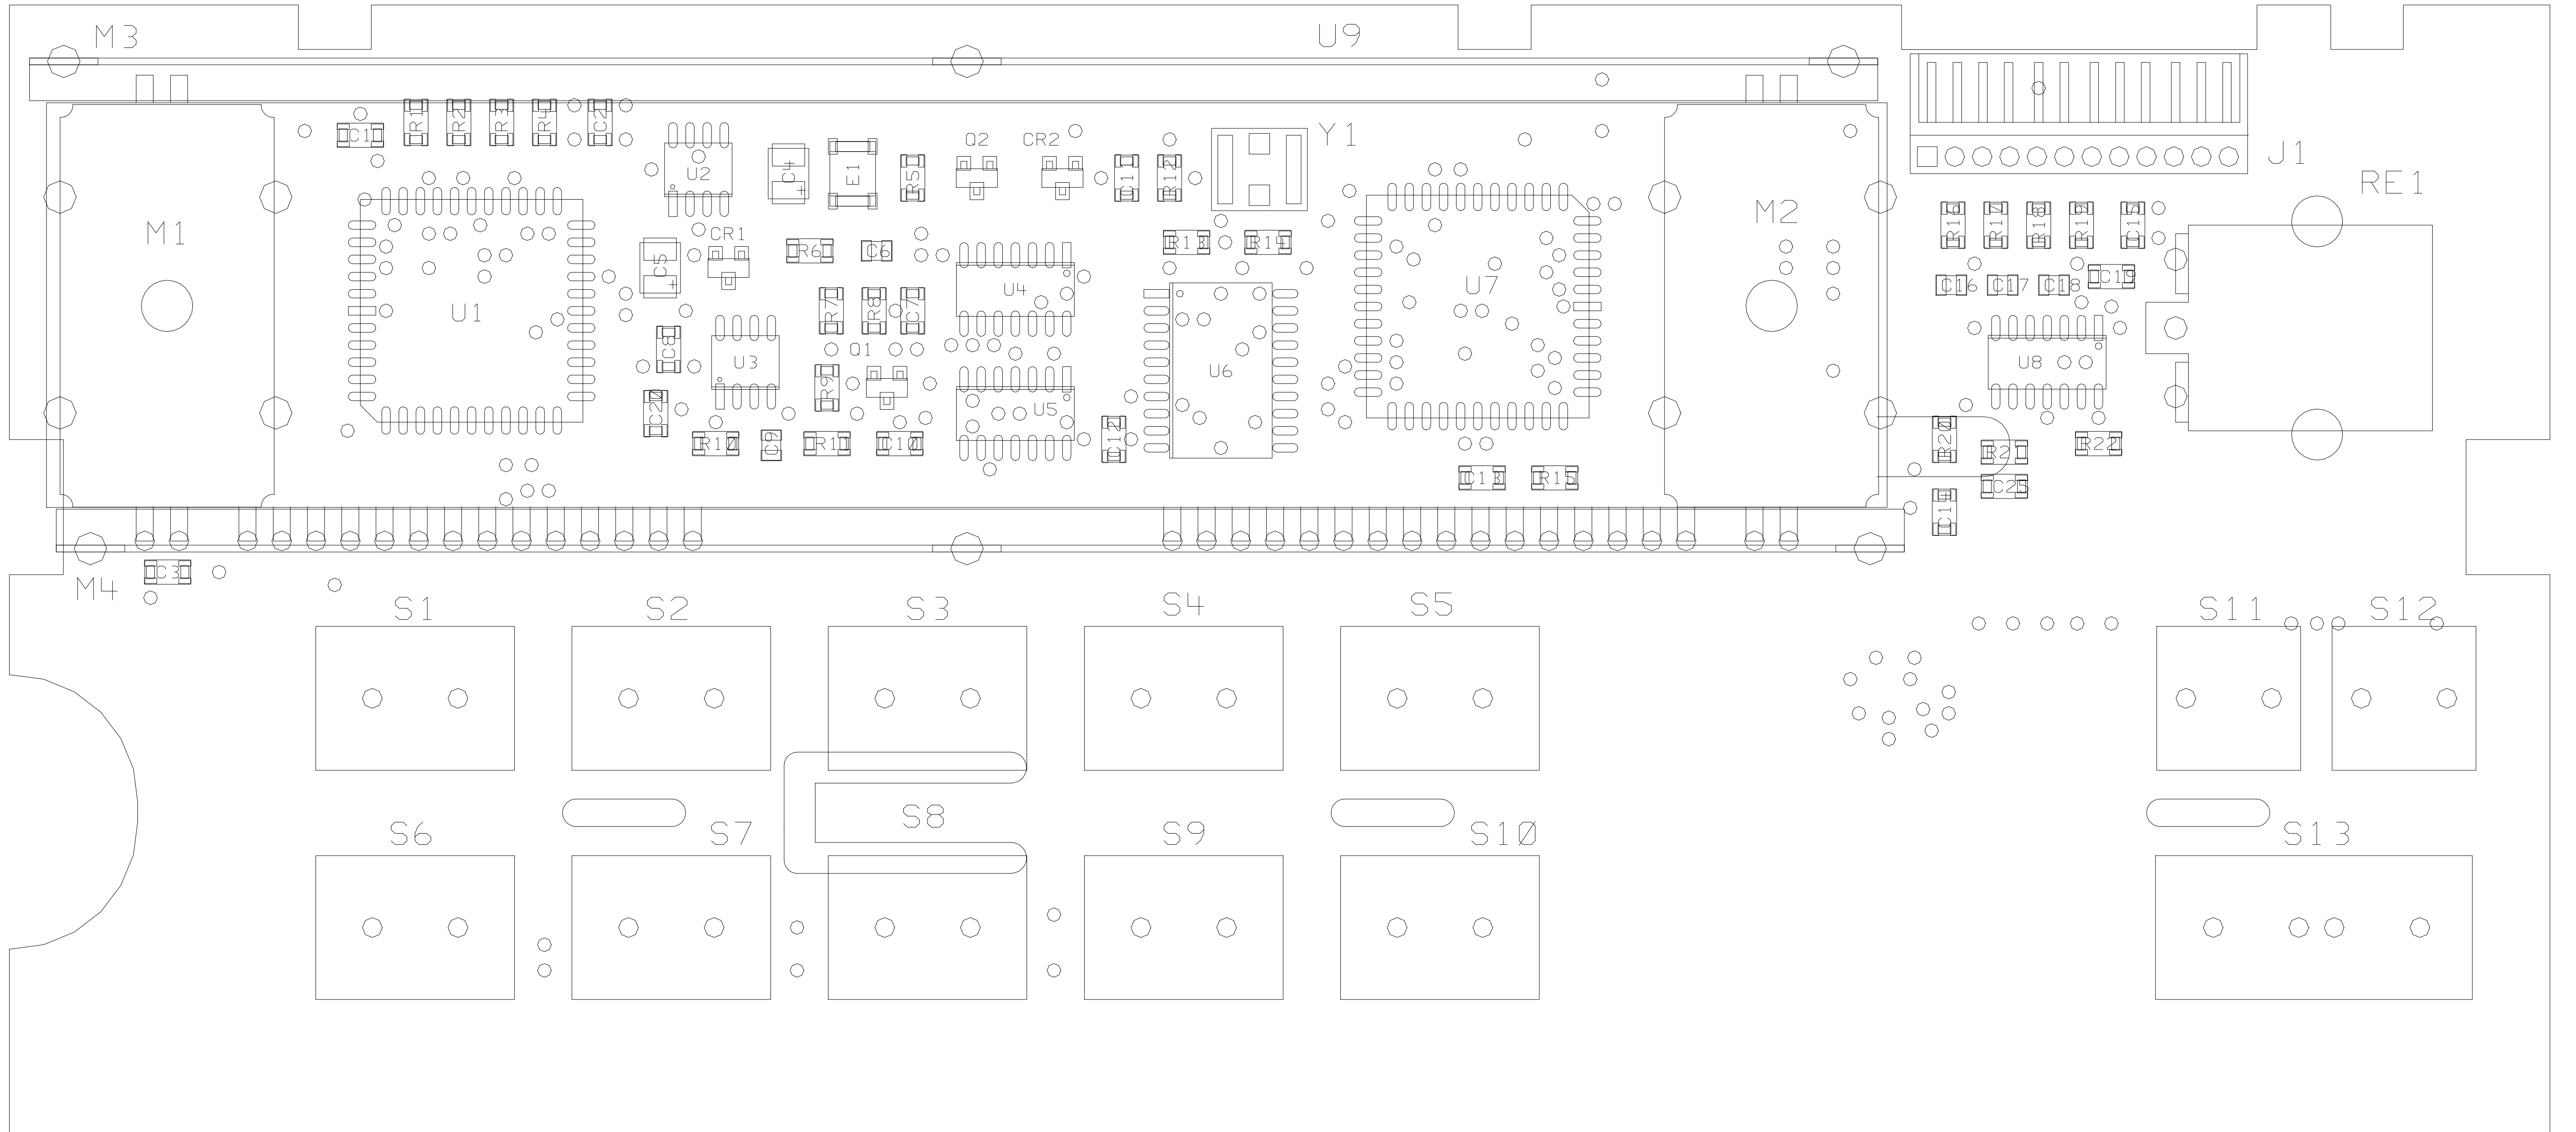 M3 U9
C1 R1 R2 R3 R4 C2 Q2 CR2 Y1
U2 C4 E1 R5 C11 R12 J1
RE1
M1 CR1 M2 R16 R17 R18 R19 C15
C5 R6 C6 R13 R14
U1 U4 U7 C16 C17 C18 C19
R7 R8 C7
C8 U3 Q1 U6 U8
C20 R9 U5
R10 C9 R11 C10 C12 R20 R21 R22
C13 R15 C25
C14
C3
M4 S1 S2 S3 S4 S5 S11 S12
S6 S7 S8 S9 S10 S13